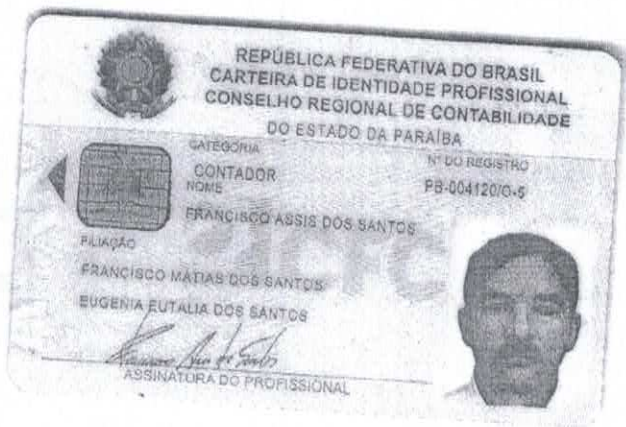 REPÚBLICA FEDERATIVA DO BRASIL
CARTEIRA DE IDENTIDADE PROFISSIONAL
CONSELHO REGIONAL DE CONTABILIDADE
DO ESTADO DA PARAÍBA
CATEGORIA
Nº DO REGISTRO
CONTADOR
PB-004120/O-5
NOME
FRANCISCO ASSIS DOS SANTOS
CFC
FILIAÇÃO
FRANCISCO MATIAS DOS SANTOS
EUGENIA EUTALIA DOS SANTOS
ASSINATURA DO PROFISSIONAL